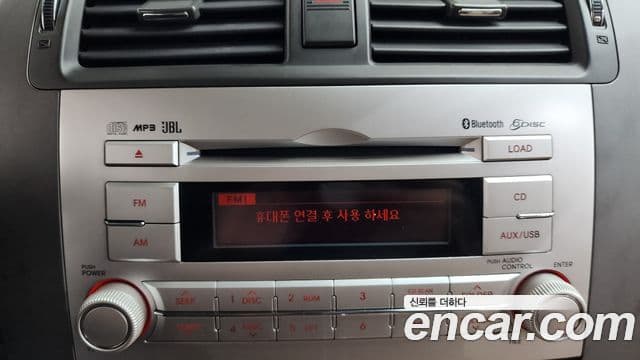 MP3 JBL
Bluetooth 6DISC
LOAD
FM1
휴대폰 연결 후 사용 하세요
FM
CD
AM
AUX/USB
PUSH POWER
PUSH AUDIO CONTROL
ENTER
SEEK
1 DISC
2 RDM
3
4
6
신뢰를 더하다
encar.com